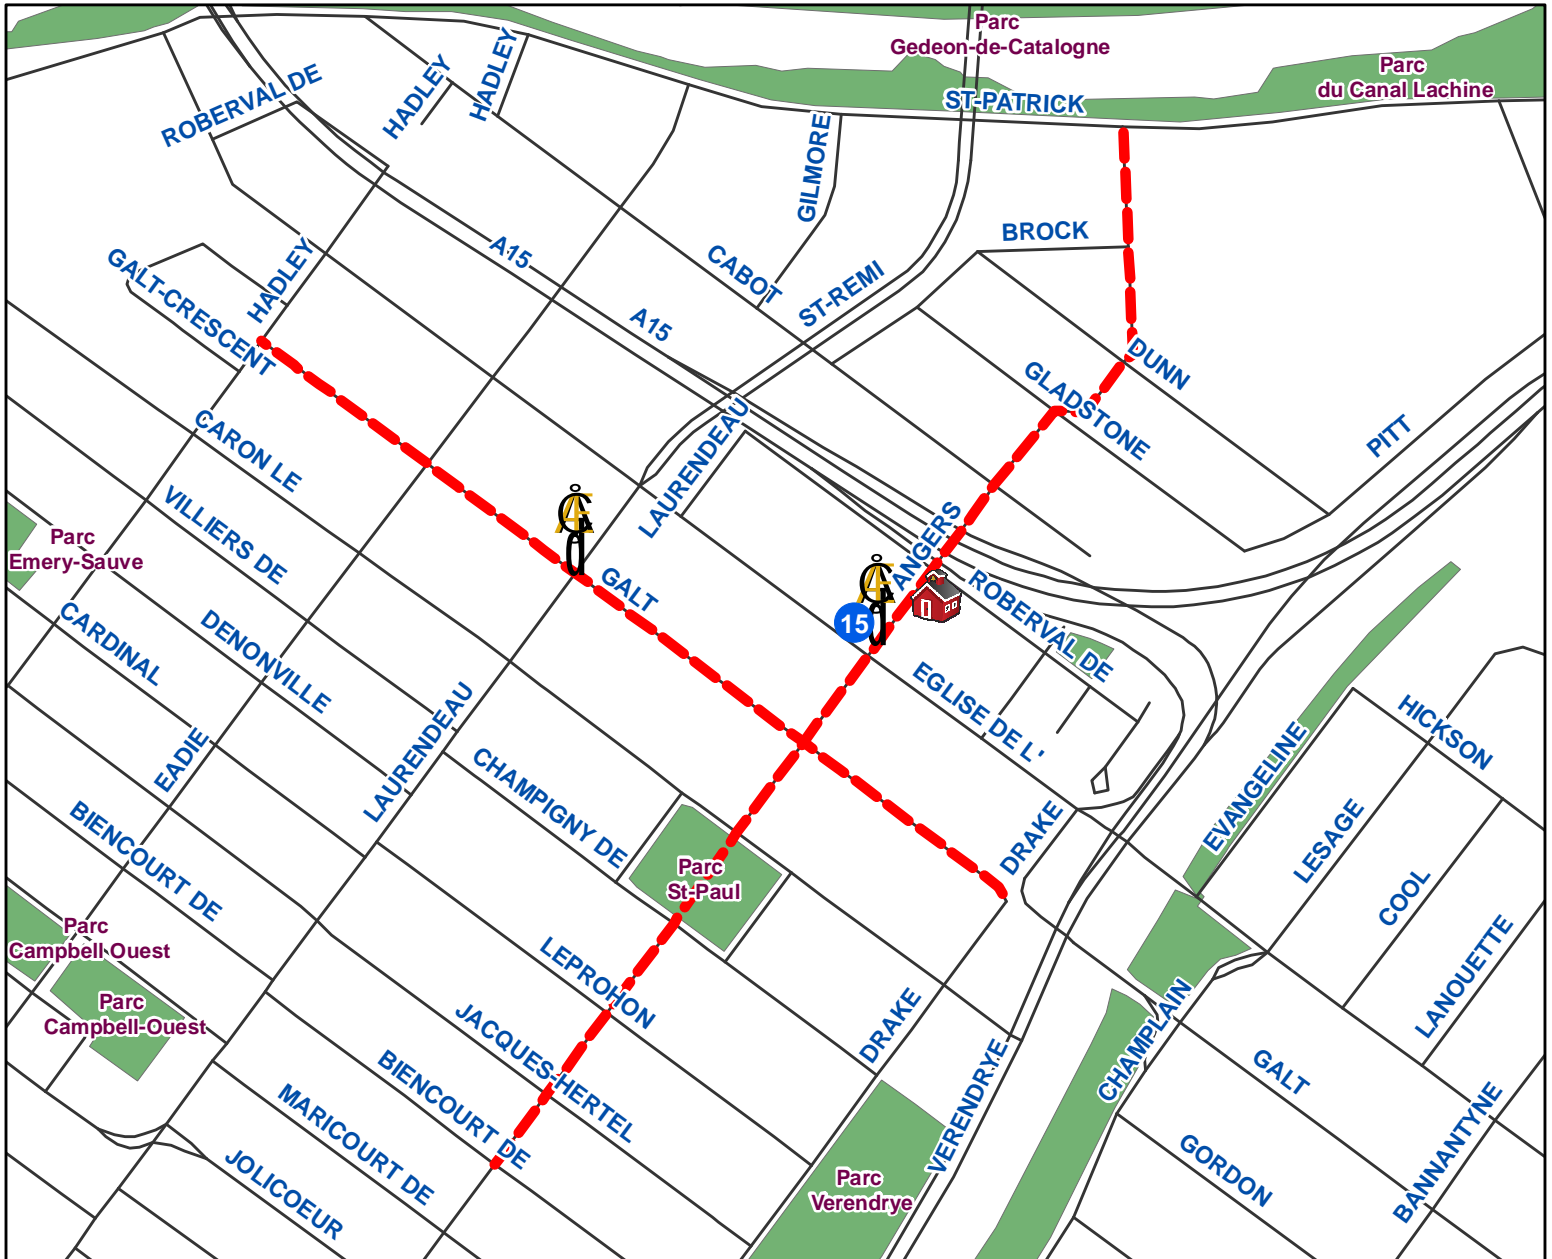 Parc
Gedeon-de-Catalogne
Parc
du Canal Lachine
ST-PATRICK
ROBERVAL DE
HADLEY
HADLEY
GILMORE
BROCK
A15
CABOT
ST-REMI
HADLEY
GALT-CRESCENT
A15
DUNN
GLADSTONE
PITT
CARON LE
LAURENDEAU
VILLIERS DE
ANGERS
Parc
Emery-Sauve
GALT
15
ROBERVAL DE
CARDINAL
DENONVILLE
EGLISE DE L'
LAURENDEAU
EADIE
HICKSON
EVANGELINE
CHAMPIGNY DE
BIENCOURT DE
DRAKE
LESAGE
Parc
St-Paul
COOL
Parc
Campbell Ouest
LEPROHON
LANOUETTE
Parc
Campbell-Ouest
JACQUES-HERTEL
DRAKE
CHAMPLAIN
VERENDRYE
GALT
BIENCOURT DE
MARICOURT DE
BANNANTYNE
GORDON
JOLICOEUR
Parc
Verendrye